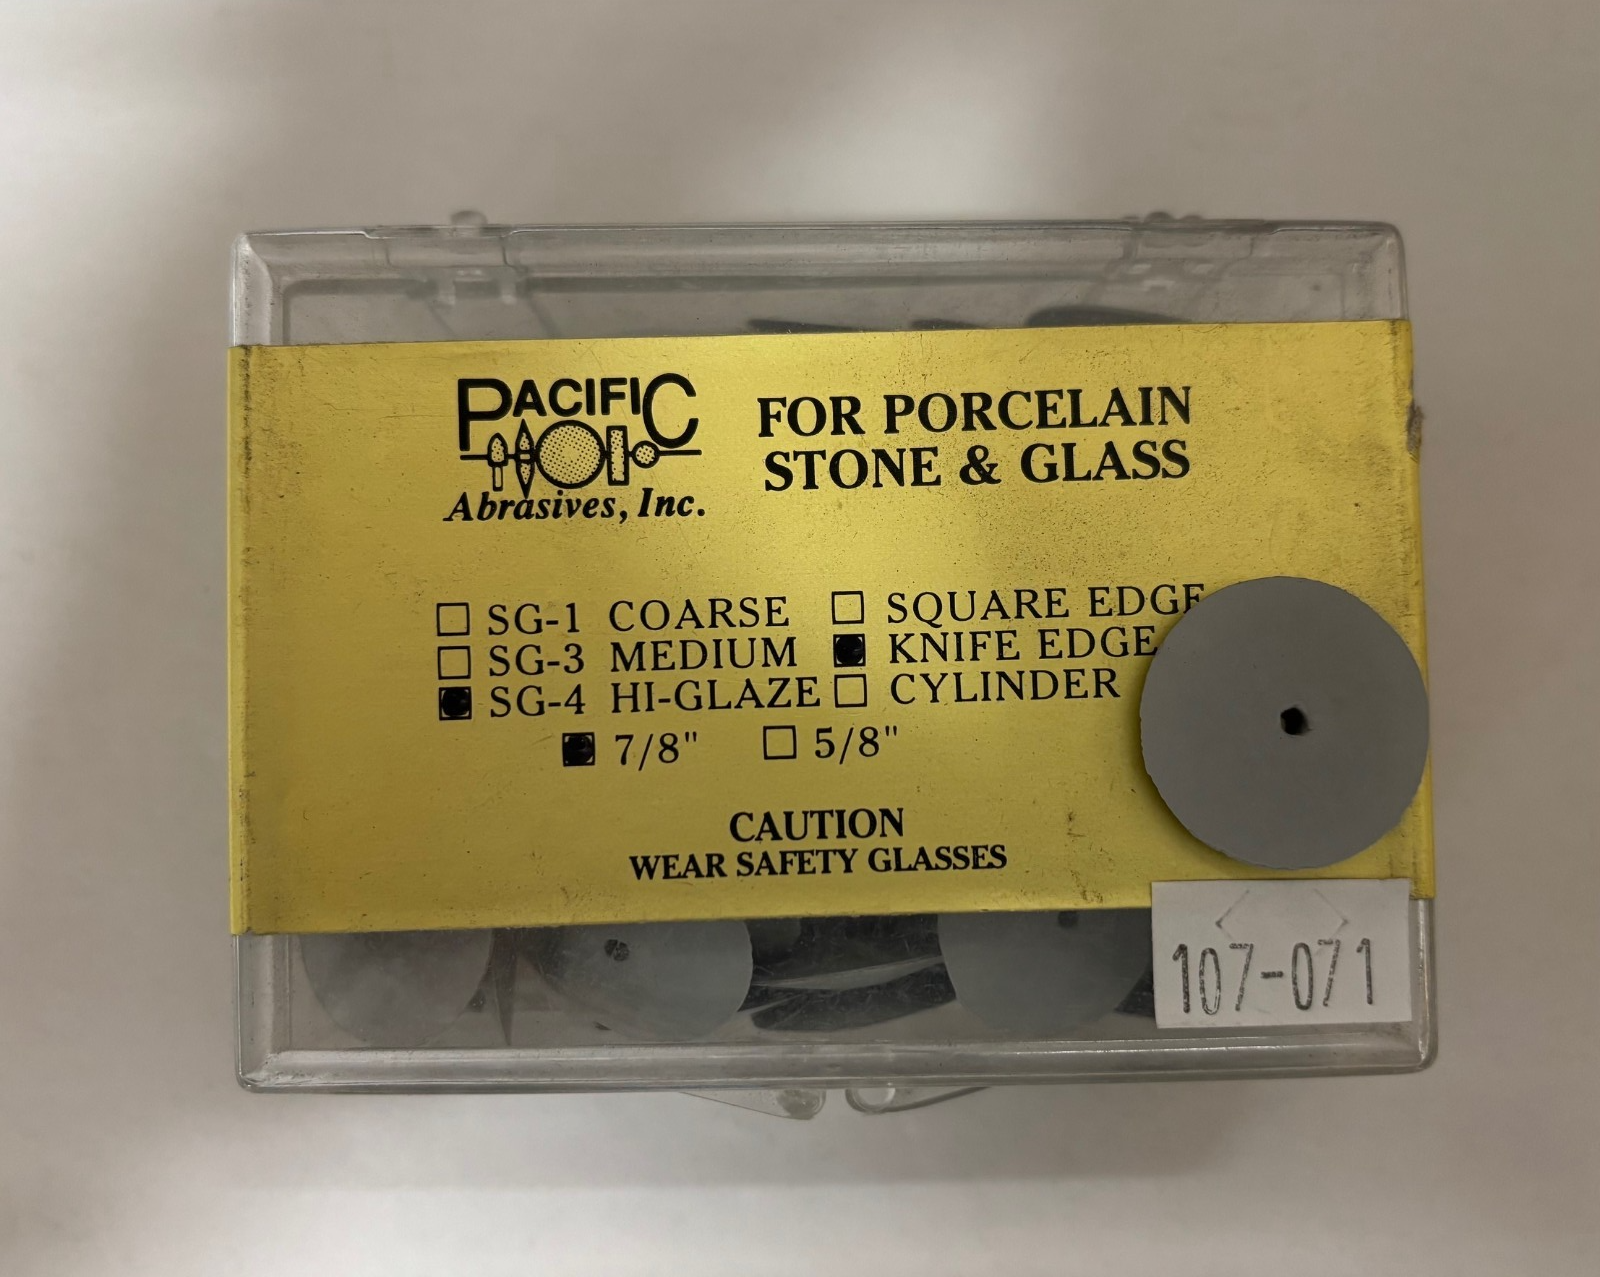 PACIFIC
Abrasives, Inc.
FOR PORCELAIN
STONE & GLASS
SG-1 COARSE
SG-3 MEDIUM
SG-4 HI-GLAZE
SQUARE EDGE
KNIFE EDGE
CYLINDER
7/8" 5/8"
CAUTION
WEAR SAFETY GLASSES
107-071